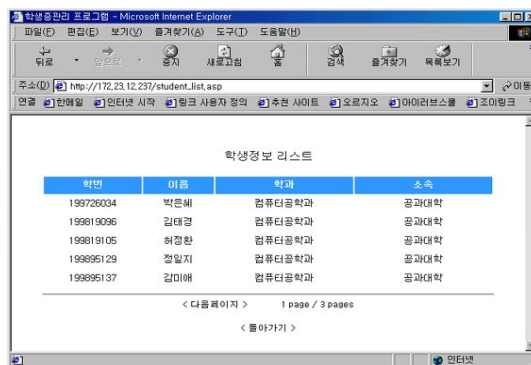 학생증관리 프로그램 - Microsoft Internet Explorer
파일(F) 편집(E) 보기(V) 즐겨찾기(A) 도구(T) 도움말(H)
뒤로 앞으로 중지 새로고침 홈 검색 즐겨찾기 목록보기
주소(D) http://172.23.12.237/student_list.asp 이동
연결 한메일 인터넷 시작 링크 사용자 정의 추천 사이트 오르지오 아이러브스쿨 조이링크
학생정보 리스트
학번 이름 학과 소속
199726034 박은혜 컴퓨터공학과 공과대학
199819096 김태경 컴퓨터공학과 공과대학
199819105 허정환 컴퓨터공학과 공과대학
199895129 정일지 컴퓨터공학과 공과대학
199895137 강미애 컴퓨터공학과 공과대학
< 다음페이지 > 1 page / 3 pages
< 돌아가기 >
인터넷